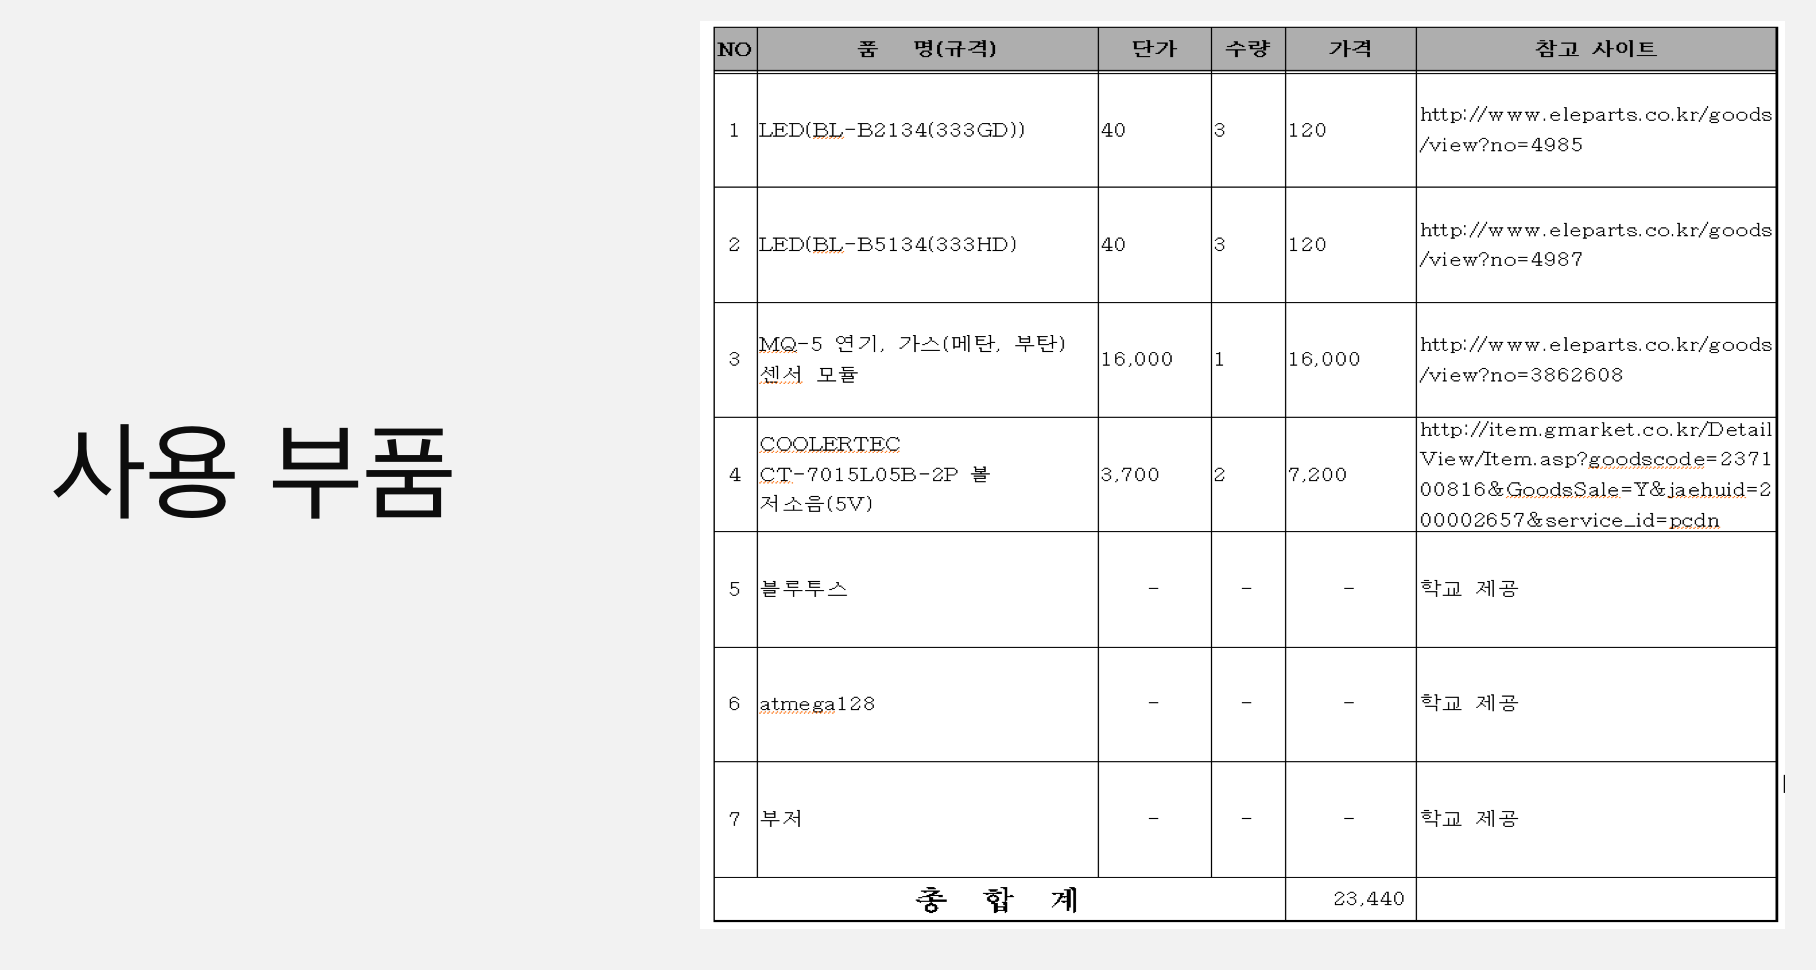 사용 부품
NO 품 명(규격) 단가 수량 가격 참고 사이트
1 LED(BL-B2134(333GD)) 40 3 120 http://www.eleparts.co.kr/goods
/view?no=4985
2 LED(BL-B5134(333HD) 40 3 120 http://www.eleparts.co.kr/goods
/view?no=4987
3 MQ-5 연기, 가스(메탄, 부탄)
센서 모듈 16,000 1 16,000 http://www.eleparts.co.kr/goods
/view?no=3862608
4 COOLERTEC
CT-7015L05B-2P 볼
저소음(5V) 3,700 2 7,200 http://item.gmarket.co.kr/Detail
View/Item.asp?goodscode=2371
00816&GoodsSale=Y&jaehuid=2
00002657&service_id=pcdn
5 블루투스 - - - 학교 제공
6 atmega128 - - - 학교 제공
7 부저 - - - 학교 제공
총 합 계 23,440